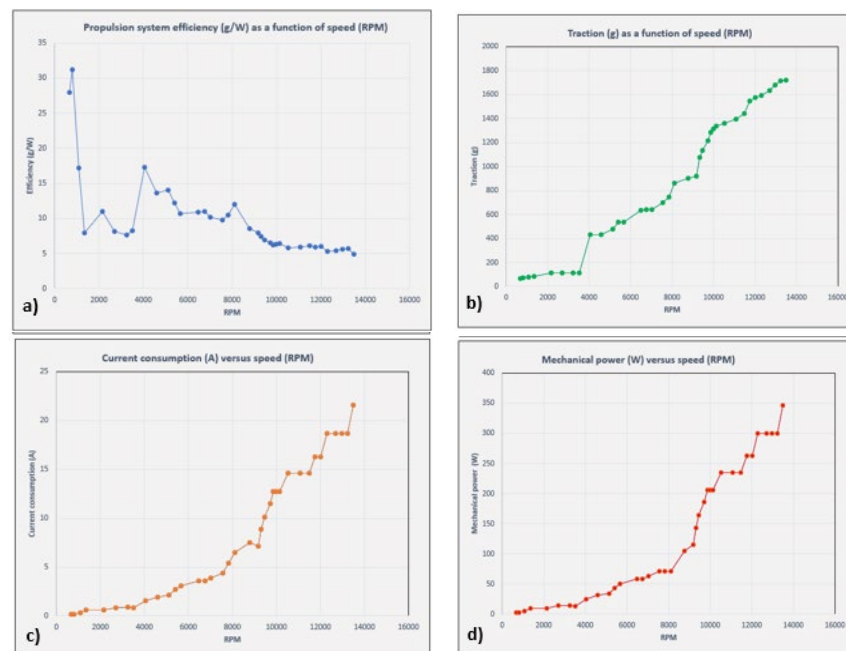 Propulsion system efficiency (g/W) as a function of speed (RPM)
35
30
25
20
15
10
5
0
Efficiency (g/W)
0 2000 4000 6000 8000 10000 12000 14000 16000
RPM
a)
Traction (g) as a function of speed (RPM)
2000
1800
1600
1400
1200
1000
800
600
400
200
0
Traction (g)
0 2000 4000 6000 8000 10000 12000 14000 16000
RPM
b)
Current consumption (A) versus speed (RPM)
25
20
15
10
5
0
Current consumption (A)
0 2000 4000 6000 8000 10000 12000 14000 16000
RPM
c)
Mechanical power (W) versus speed (RPM)
400
350
300
250
200
150
100
50
0
Mechanical power (W)
0 2000 4000 6000 8000 10000 12000 14000 16000
RPM
d)